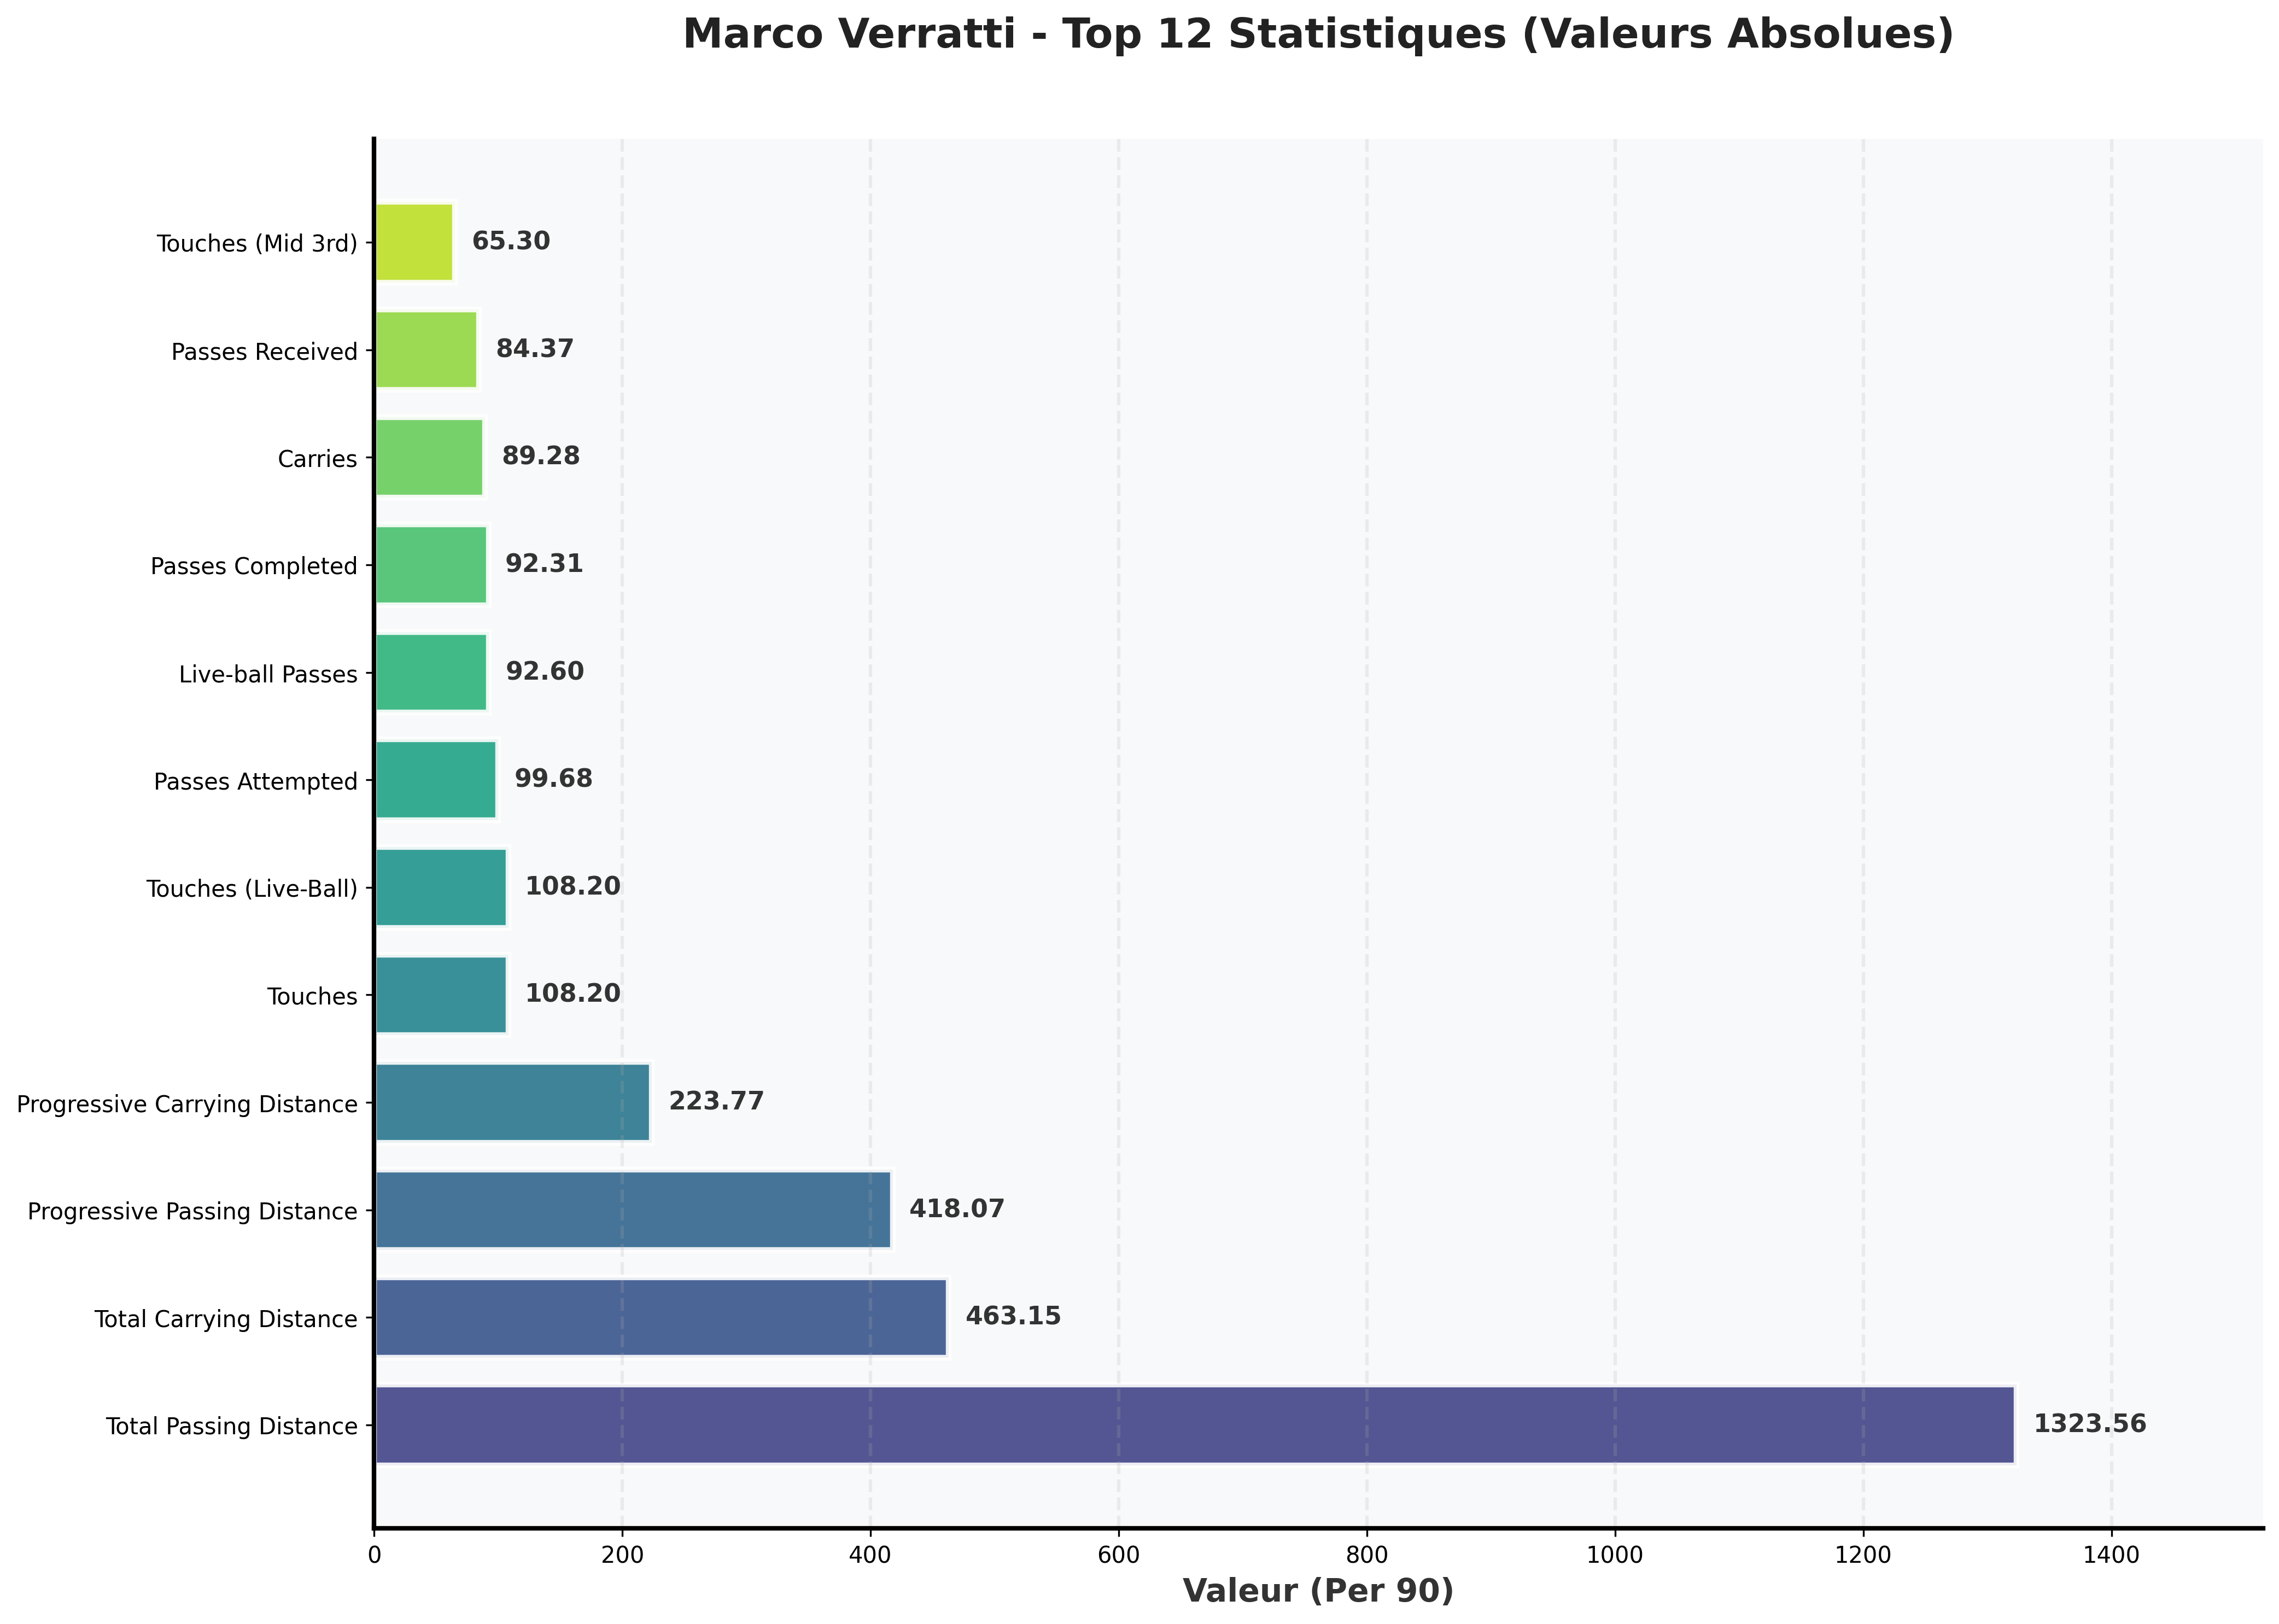 Marco Verratti - Top 12 Statistiques (Valeurs Absolues)
Touches (Mid 3rd) 65.30
Passes Received 84.37
Carries 89.28
Passes Completed 92.31
Live-ball Passes 92.60
Passes Attempted 99.68
Touches (Live-Ball) 108.20
Touches 108.20
Progressive Carrying Distance 223.77
Progressive Passing Distance 418.07
Total Carrying Distance 463.15
Total Passing Distance 1323.56
0 200 400 600 800 1000 1200 1400
Valeur (Per 90)